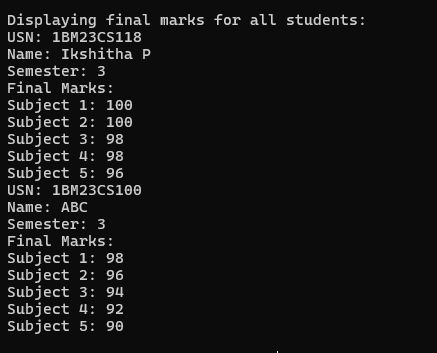 Displaying final marks for all students:
USN: 1BM23CS118
Name: Ikshitha P
Semester: 3
Final Marks:
Subject 1: 100
Subject 2: 100
Subject 3: 98
Subject 4: 98
Subject 5: 96
USN: 1BM23CS100
Name: ABC
Semester: 3
Final Marks:
Subject 1: 98
Subject 2: 96
Subject 3: 94
Subject 4: 92
Subject 5: 90